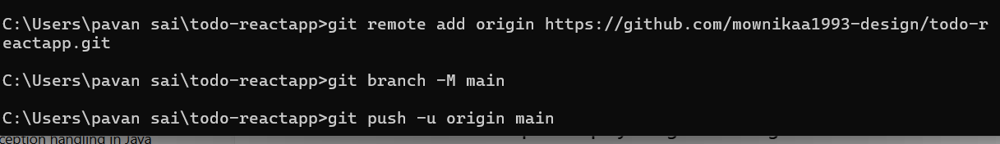 C:\Users\pavan sai\todo-reactapp>git remote add origin https://github.com/mownikaa1993-design/todo-r
eactapp.git
C:\Users\pavan sai\todo-reactapp>git branch -M main
C:\Users\pavan sai\todo-reactapp>git push -u origin main
ception handling in Java